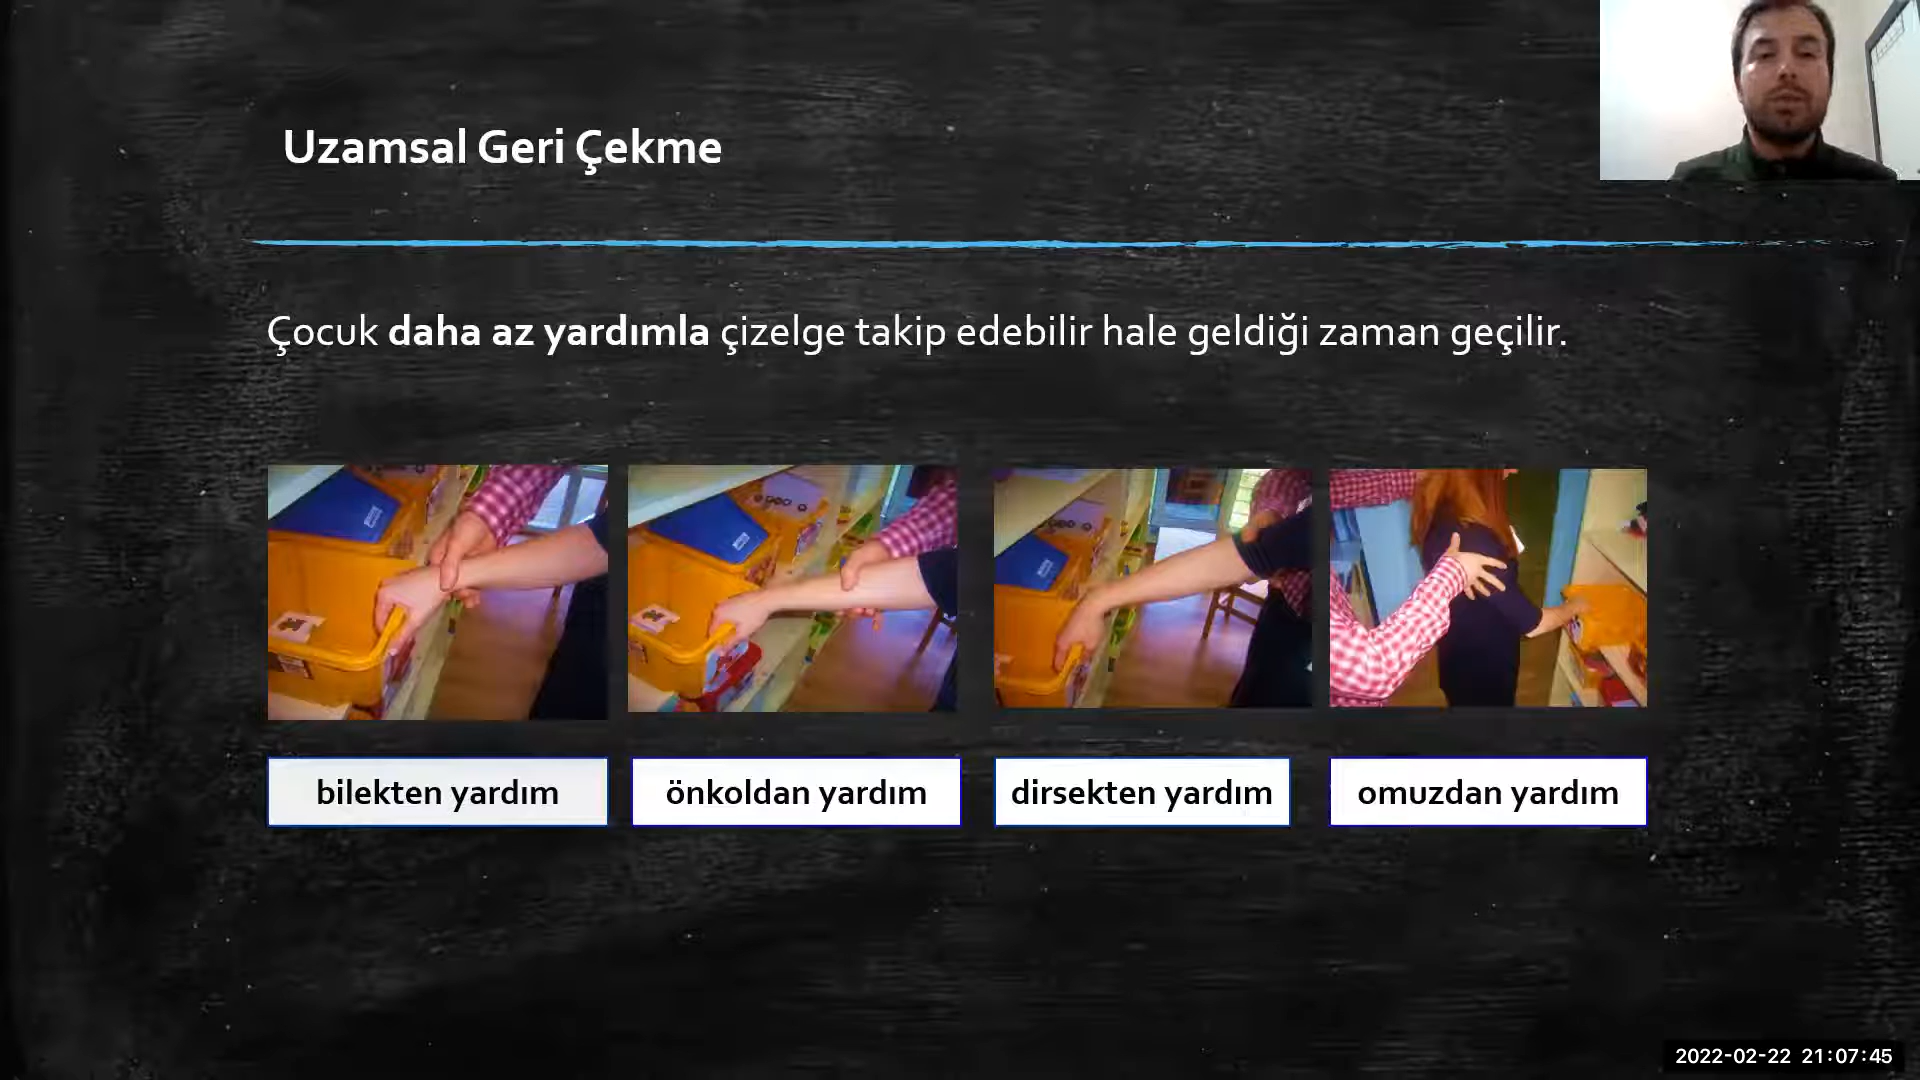 Uzamsal Geri Çekme
Çocuk daha az yardımla çizelge takip edebilir hale geldiği zaman geçilir.
bilekten yardım
önkoldan yardım
dirsekten yardım
omuzdan yardım
2022-02-22 21:07:45